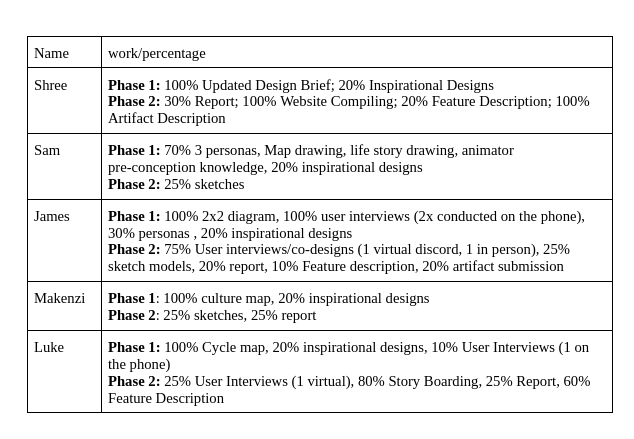 Name work/percentage
Shree Phase 1: 100% Updated Design Brief; 20% Inspirational Designs
Phase 2: 30% Report; 100% Website Compiling; 20% Feature Description; 100%
Artifact Description
Sam Phase 1: 70% 3 personas, Map drawing, life story drawing, animator
pre-conception knowledge, 20% inspirational designs
Phase 2: 25% sketches
James Phase 1: 100% 2x2 diagram, 100% user interviews (2x conducted on the phone),
30% personas , 20% inspirational designs
Phase 2: 75% User interviews/co-designs (1 virtual discord, 1 in person), 25%
sketch models, 20% report, 10% Feature description, 20% artifact submission
Makenzi Phase 1: 100% culture map, 20% inspirational designs
Phase 2: 25% sketches, 25% report
Luke Phase 1: 100% Cycle map, 20% inspirational designs, 10% User Interviews (1 on
the phone)
Phase 2: 25% User Interviews (1 virtual), 80% Story Boarding, 25% Report, 60%
Feature Description